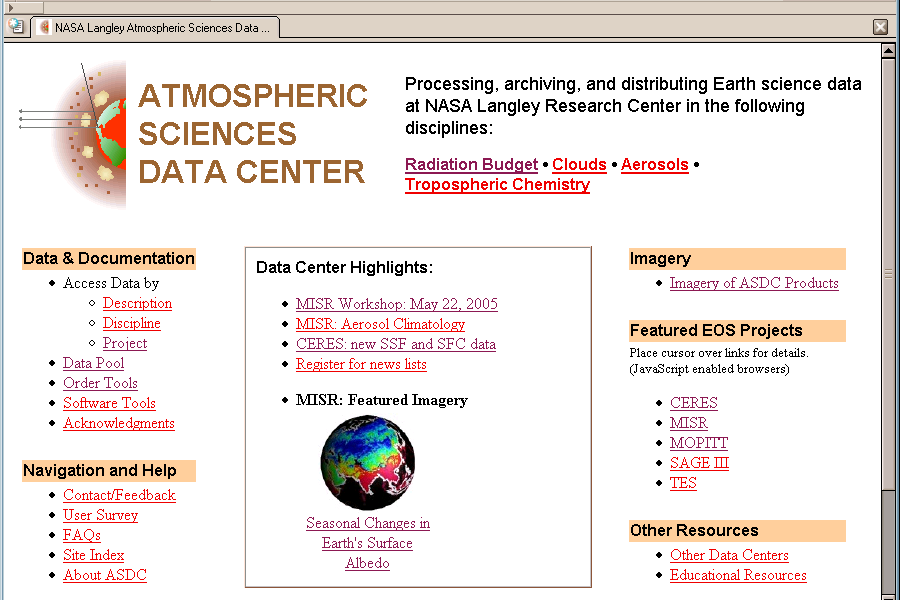 NASA Langley Atmospheric Sciences Data ...
ATMOSPHERIC
SCIENCES
DATA CENTER
Processing, archiving, and distributing Earth science data
at NASA Langley Research Center in the following
disciplines:
Radiation Budget • Clouds • Aerosols •
Tropospheric Chemistry
Data & Documentation
Access Data by
Description
Discipline
Project
Data Pool
Order Tools
Software Tools
Acknowledgments
Navigation and Help
Contact/Feedback
User Survey
FAQs
Site Index
About ASDC
Data Center Highlights:
MISR Workshop: May 22, 2005
MISR: Aerosol Climatology
CERES: new SSF and SFC data
Register for news lists
MISR: Featured Imagery
Seasonal Changes in
Earth's Surface
Albedo
Imagery
Imagery of ASDC Products
Featured EOS Projects
Place cursor over links for details.
(JavaScript enabled browsers)
CERES
MISR
MOPITT
SAGE III
TES
Other Resources
Other Data Centers
Educational Resources